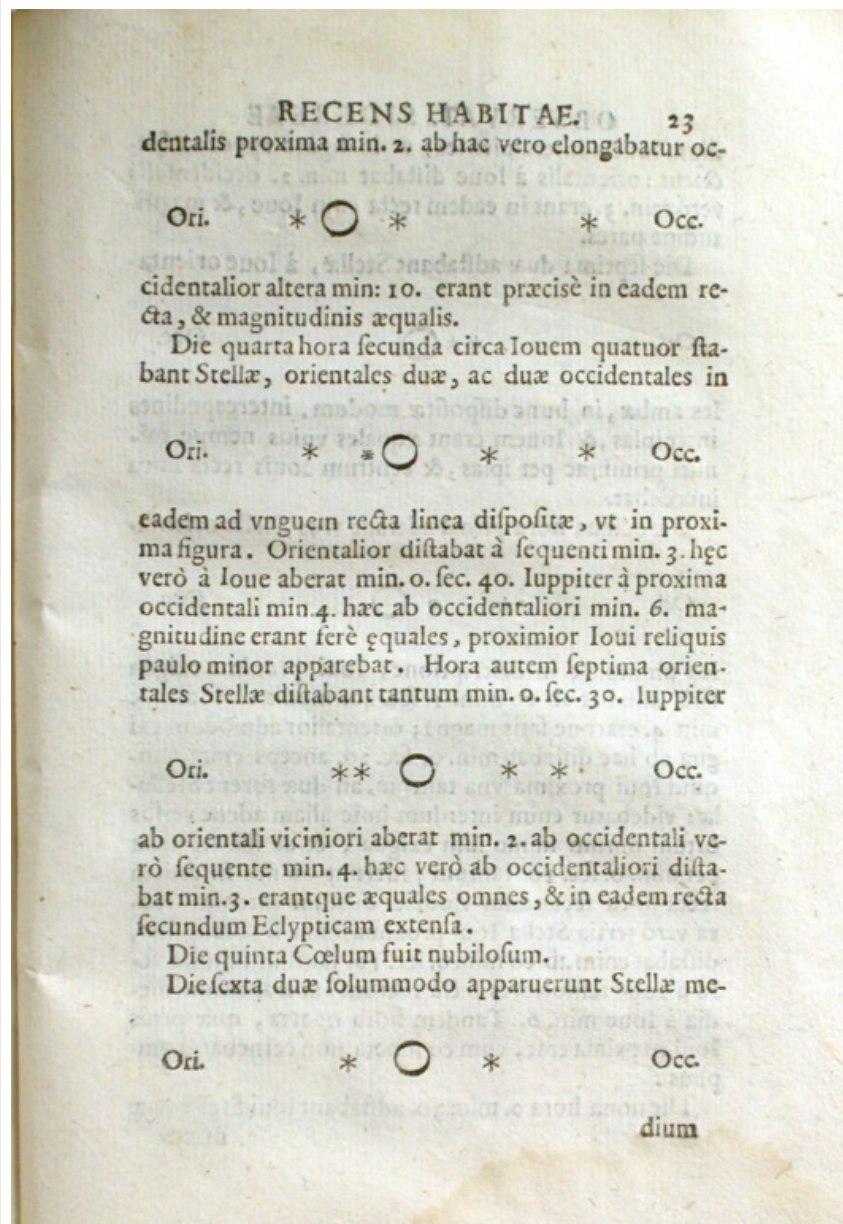 RECENS HABITAE. 23
dentalis proxima min. 2. ab hac vero elongabatur oc-
Ori. * O * * Occ.
cidentalior altera min: 10. erant præcisè in eadem re-
cta, & magnitudinis æqualis.
Die quarta hora ſecunda circa Iouem quatuor ſta-
bant Stellæ, orientales duæ, ac duæ occidentales in
Ori. * * O * * Occ.
eadem ad vnguem recta linea diſpoſitæ, vt in proxi-
ma figura. Orientalior diſtabat à ſequenti min. 3. hęc
verò à Ioue aberat min. 0. ſec. 40. Iuppiter à proxima
occidentali min. 4. hæc ab occidentaliori min. 6. ma-
gnitudine erant ferè ęquales, proximior Ioui reliquis
paulo minor apparebat. Hora autem ſeptima orien-
tales Stellæ diſtabant tantum min. 0. ſec. 30. Iuppiter
Ori. ** O * * Occ.
ab orientali viciniori aberat min. 2. ab occidentali ve-
rò ſequente min. 4. hæc verò ab occidentaliori diſta-
bat min. 3. erantque æquales omnes, & in eadem recta
ſecundum Eclypticam extenſa.
Die quinta Cœlum fuit nubiloſum.
Die ſexta duæ ſolummodo apparuerunt Stellæ me-
Ori. * O * Occ.
dium